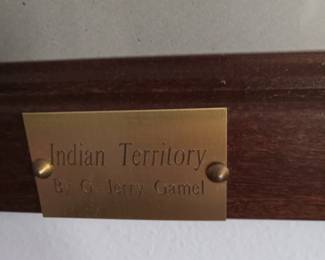 Indian Territory
By G. Jerry Gamel